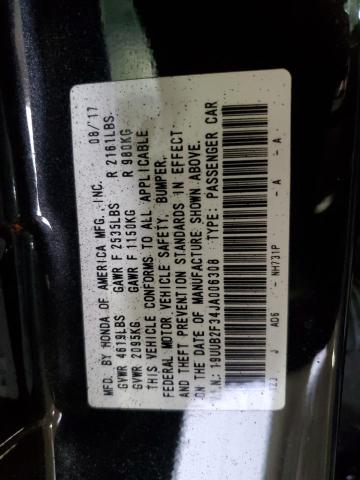 MFD. BY HONDA OF AMERICA MFG., INC. 08/17
GVWR 4619LBS GAWR F 2535LBS R 2161LBS
GVWR 2095KG GAWR F 1150KG R 980KG
THIS VEHICLE CONFORMS TO ALL APPLICABLE
FEDERAL MOTOR VEHICLE SAFETY, BUMPER,
AND THEFT PREVENTION STANDARDS IN EFFECT
ON THE DATE OF MANUFACTURE SHOWN ABOVE.
V.I.N.: 19UUB2F34JA006308 TYPE: PASSENGER CAR
J A06 - NH731P - A - A